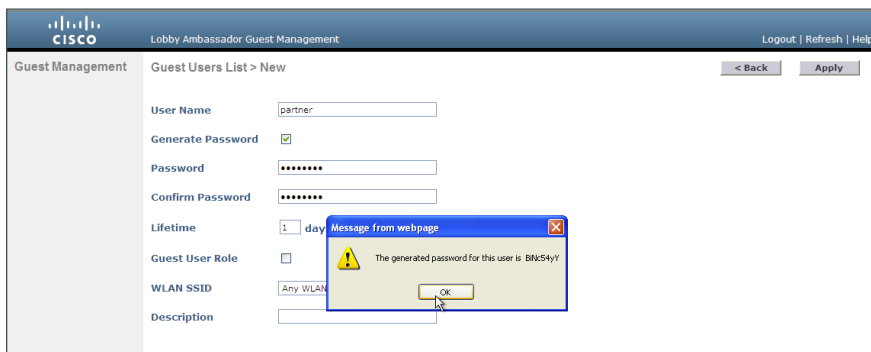 CISCO
Lobby Ambassador Guest Management
Logout | Refresh | Help
Guest Management
Guest Users List > New
< Back
Apply
User Name
partner
Generate Password
Password
••••••••
Confirm Password
••••••••
Lifetime
1 day
Message from webpage
The generated password for this user is BiNc54yY
OK
Guest User Role
WLAN SSID
Any WLAN
Description